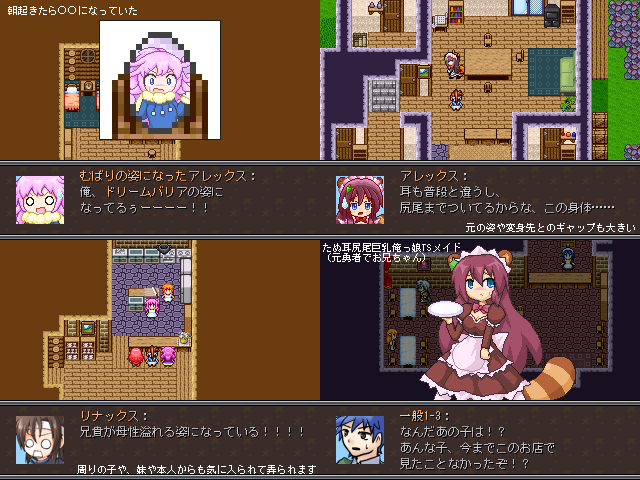 朝起きたら〇〇になっていた
むぱりの姿になったアレックス：
俺、ドリームバリアの姿に
なってるぅーーーー！！
アレックス：
耳も普段と違うし、
尻尾までついてるからな、この身体……
元の姿や変身先とのギャップも大きい
リナックス：
兄貴が母性溢れる姿になっている！！！！
周りの子や、妹や本人からも気に入られて弄られます
たぬ耳尻尾巨乳俺っ娘TSメイド
（元勇者でお兄ちゃん）
一般1-3：
なんだあの子は！？
あんな子、今までこのお店で
見たことなかったぞ！？